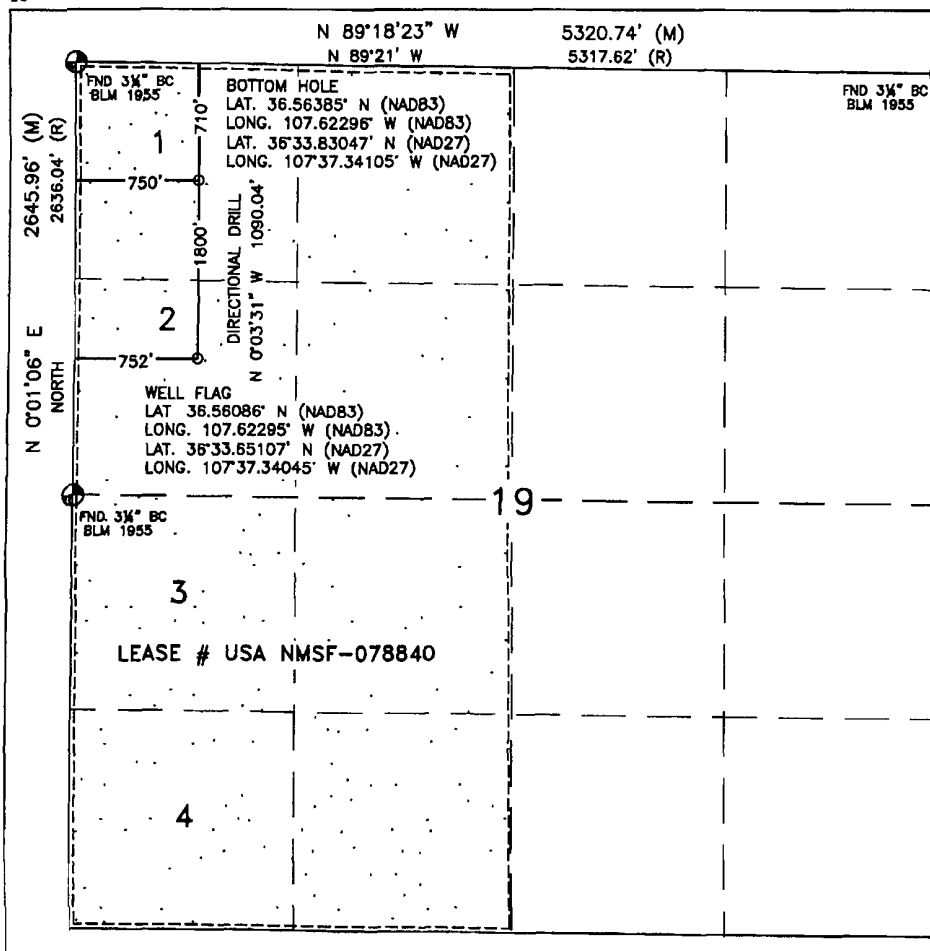 N 89°18'23" W 5320.74' (M)
N 89°21' W 5317.62' (R)
FND 3¼" BC
BLM 1955
FND 3¼" BC
BLM 1955
BOTTOM HOLE
LAT. 36.56385° N (NAD83)
LONG. 107.62296° W (NAD83)
LAT. 36°33.83047' N (NAD27)
LONG. 107°37.34105' W (NAD27)
710'
1
750'
2645.96' (M)
2636.04' (R)
1800'
DIRECTIONAL DRILL
N 0°03'31" W 1090.04'
2
752'
N 0°01'06" E
NORTH
WELL FLAG
LAT 36.56086° N (NAD83)
LONG. 107.62295° W (NAD83)
LAT. 36°33.65107' N (NAD27)
LONG. 107°37.34045' W (NAD27)
19
FND. 3¼" BC
BLM 1955
3
LEASE # USA NMSF-078840
4